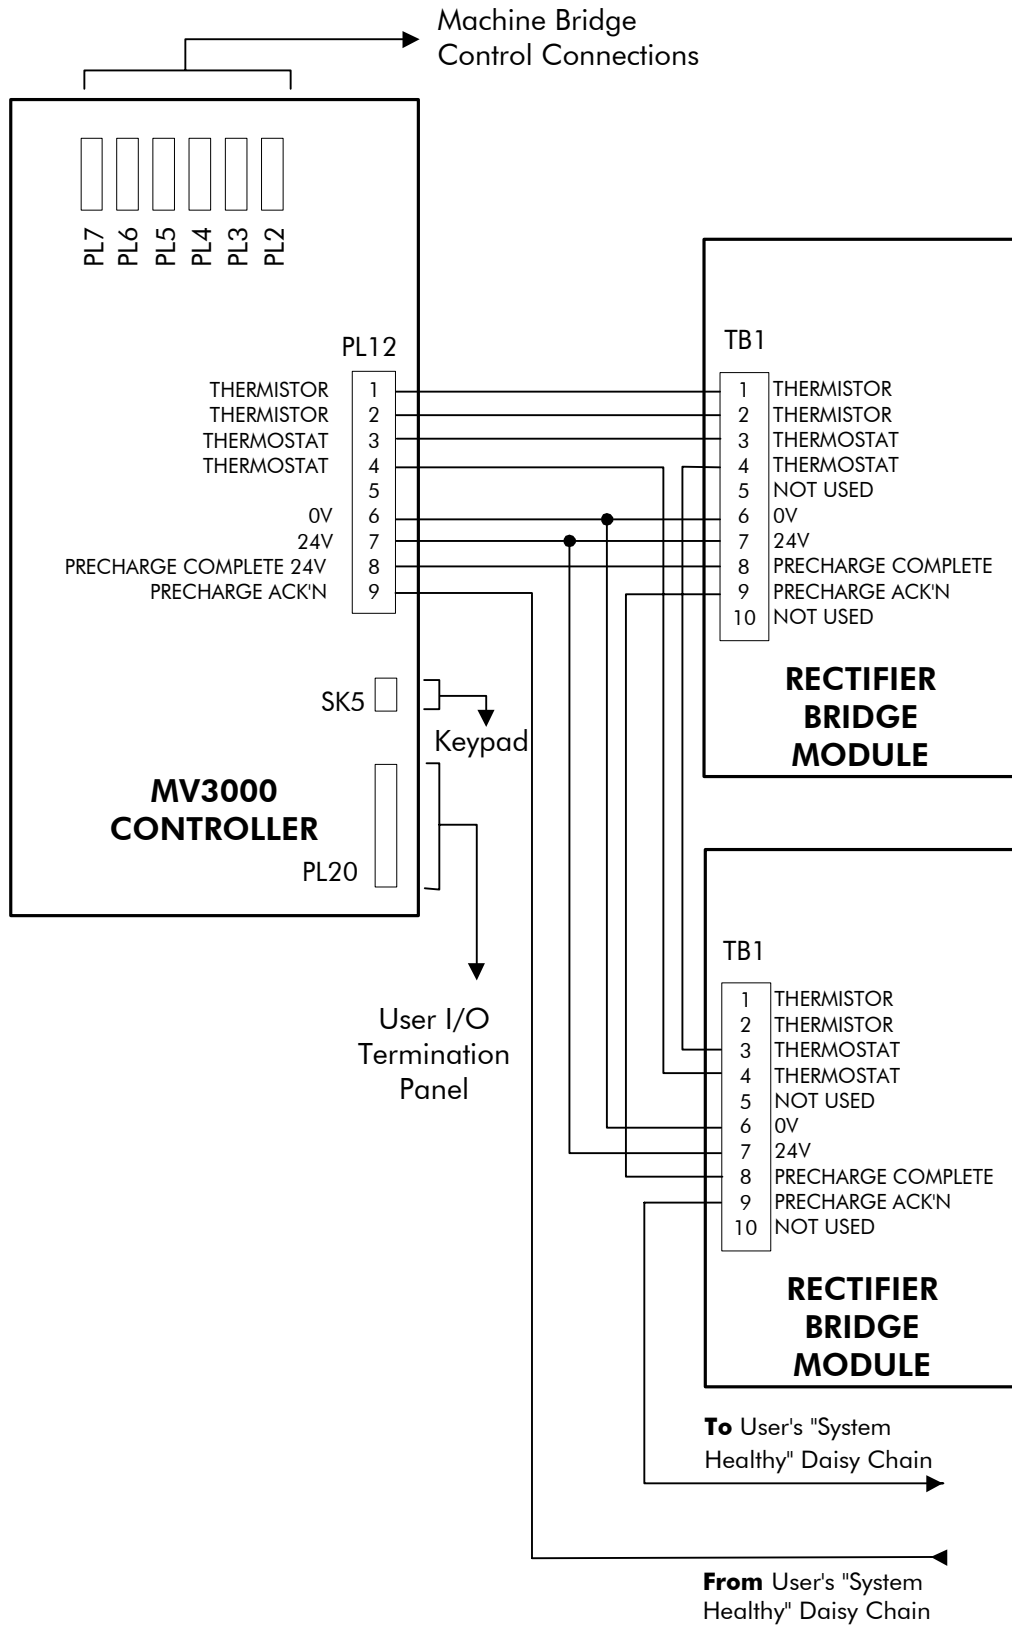 Machine Bridge
Control Connections
PL7
PL6
PL5
PL4
PL3
PL2
PL12
THERMISTOR 1
THERMISTOR 2
THERMOSTAT 3
THERMOSTAT 4
5
0V 6
24V 7
PRECHARGE COMPLETE 24V 8
PRECHARGE ACK'N 9
TB1
1 THERMISTOR
2 THERMISTOR
3 THERMOSTAT
4 THERMOSTAT
5 NOT USED
6 0V
7 24V
8 PRECHARGE COMPLETE
9 PRECHARGE ACK'N
10 NOT USED
RECTIFIER
BRIDGE
MODULE
SK5
Keypad
MV3000
CONTROLLER
PL20
User I/O
Termination
Panel
TB1
1 THERMISTOR
2 THERMISTOR
3 THERMOSTAT
4 THERMOSTAT
5 NOT USED
6 0V
7 24V
8 PRECHARGE COMPLETE
9 PRECHARGE ACK'N
10 NOT USED
RECTIFIER
BRIDGE
MODULE
To User's "System
Healthy" Daisy Chain
From User's "System
Healthy" Daisy Chain